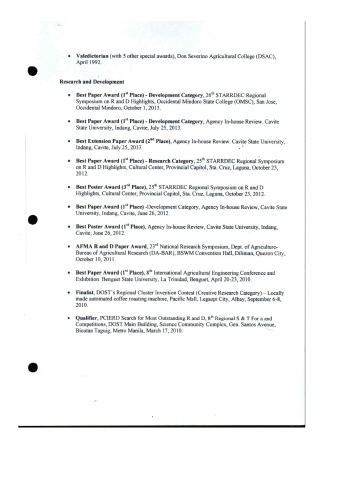 • Valedictorian (with 5 other special awards), Don Severino Agricultural College (DSAC),
April 1992.
Research and Development
• Best Paper Award (1st Place) - Development Category, 26th STARRDEC Regional
Symposium on R and D Highlights, Occidental Mindoro State College (OMSC), San Jose,
Occidental Mindoro, October 1, 2013.
• Best Paper Award (1st Place) - Development Category, Agency In-house Review. Cavite
State University, Indang, Cavite, July 25, 2013.
• Best Extension Paper Award (2nd Place), Agency In-house Review. Cavite State University,
Indang, Cavite, July 25, 2013.
• Best Paper Award (1st Place) - Research Category, 25th STARRDEC Regional Symposium
on R and D Highlights, Cultural Center, Provincial Capitol, Sta. Cruz, Laguna, October 23,
2012.
• Best Poster Award (3rd Place), 25th STARRDEC Regional Symposium on R and D
Highlights, Cultural Center, Provincial Capitol, Sta. Cruz, Laguna, October 23, 2012.
• Best Paper Award (1st Place) -Development Category, Agency In-house Review, Cavite State
University, Indang, Cavite, June 26, 2012.
• Best Poster Award (1st Place), Agency In-house Review, Cavite State University, Indang,
Cavite, June 26, 2012.
• AFMA R and D Paper Award, 23rd National Research Symposium, Dept. of Agriculture-
Bureau of Agricultural Research (DA-BAR), BSWM Convention Hall, Diliman, Quezon City,
October 10, 2011.
• Best Paper Award (1st Place), 8th International Agricultural Engineering Conference and
Exhibition. Benguet State University, La Trinidad, Benguet, April 20-23, 2010.
• Finalist, DOST's Regional Cluster Invention Contest (Creative Research Category) – Locally
made automated coffee roasting machine, Pacific Mall, Legaspi City, Albay, September 6-8,
2010.
• Qualifier, PCIERD Search for Most Outstanding R and D, 8th Regional S & T For a and
Competitions, DOST Main Building, Science Community Complex, Gen. Santos Avenue,
Bicutan Taguig, Metro Manila, March 17, 2010.